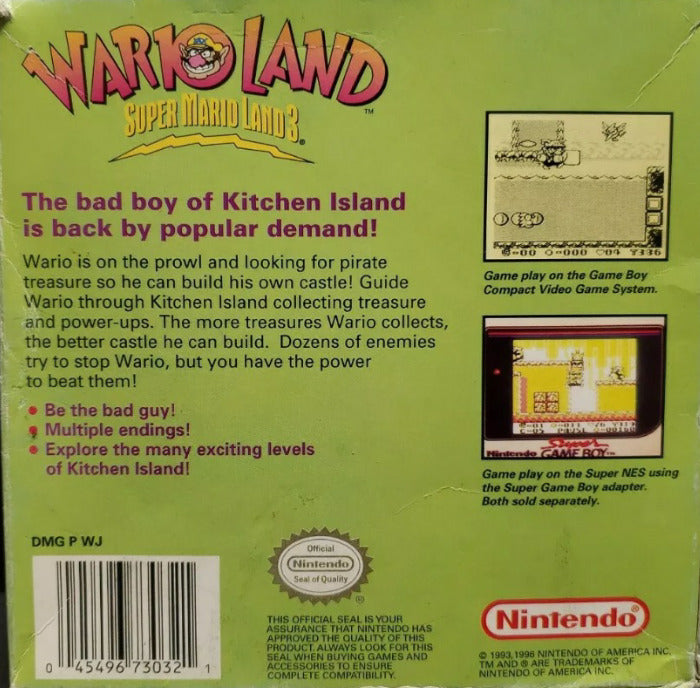 WARIO LAND
TM
SUPER MARIO LAND 3®
The bad boy of Kitchen Island
is back by popular demand!
Wario is on the prowl and looking for pirate
treasure so he can build his own castle! Guide
Wario through Kitchen Island collecting treasure
and power-ups. The more treasures Wario collects,
the better castle he can build. Dozens of enemies
try to stop Wario, but you have the power
to beat them!
• Be the bad guy!
• Multiple endings!
• Explore the many exciting levels
of Kitchen Island!
Game play on the Game Boy
Compact Video Game System.
C-05 PAUSE
Super
Nintendo GAME BOY™
Game play on the Super NES using
the Super Game Boy adapter.
Both sold separately.
DMG P WJ
0 45496 73032 1
Official
Nintendo
Seal of Quality
®
THIS OFFICIAL SEAL IS YOUR
ASSURANCE THAT NINTENDO HAS
APPROVED THE QUALITY OF THIS
PRODUCT. ALWAYS LOOK FOR THIS
SEAL WHEN BUYING GAMES AND
ACCESSORIES TO ENSURE
COMPLETE COMPATIBILITY.
Nintendo®
© 1993, 1996 NINTENDO OF AMERICA INC.
TM AND ® ARE TRADEMARKS OF
NINTENDO OF AMERICA INC.